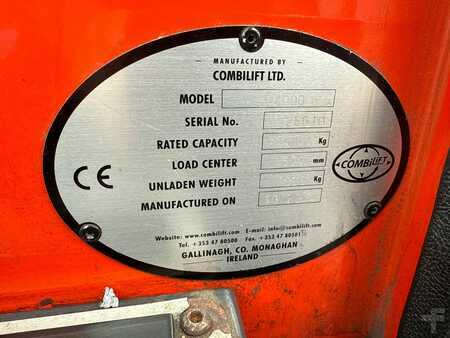 MANUFACTURED BY
COMBILIFT LTD.
MODEL
SERIAL No.
RATED CAPACITY Kg
LOAD CENTER mm
UNLADEN WEIGHT Kg
MANUFACTURED ON
CE
COMBILIFT
Website: www.combilift.com E-mail: info@combilift.com
Tel. + 353 47 80500 Fax. + 353 47 80501
GALLINAGH, CO. MONAGHAN
IRELAND